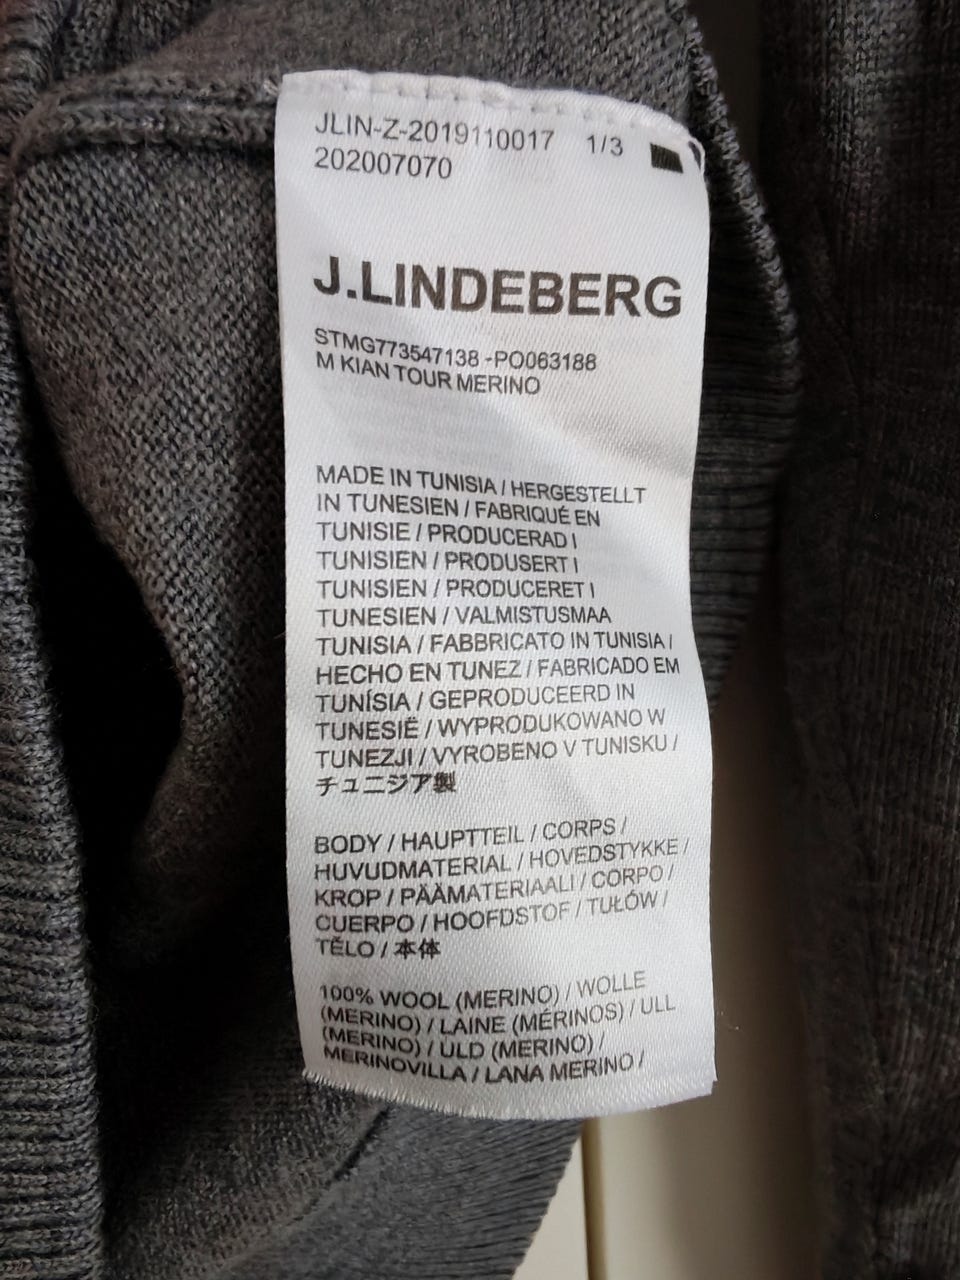 JLIN-Z-2019110017 1/3
202007070
J.LINDEBERG
STMG773547138 -PO063188
M KIAN TOUR MERINO
MADE IN TUNISIA / HERGESTELLT
IN TUNESIEN / FABRIQUÉ EN
TUNISIE / PRODUCERAD I
TUNISIEN / PRODUSERT I
TUNISIEN / PRODUCERET I
TUNESIEN / VALMISTUSMAA
TUNISIA / FABBRICATO IN TUNISIA /
HECHO EN TUNEZ / FABRICADO EM
TUNÍSIA / GEPRODUCEERD IN
TUNESIË / WYPRODUKOWANO W
TUNEZJI / VYROBENO V TUNISKU /
チュニジア製
BODY / HAUPTTEIL / CORPS /
HUVUDMATERIAL / HOVEDSTYKKE /
KROP / PÄÄMATERIAALI / CORPO /
CUERPO / HOOFDSTOF / TUŁÓW /
TĚLO / 本体
100% WOOL (MERINO) / WOLLE
(MERINO) / LAINE (MÉRINOS) / ULL
(MERINO) / ULD (MERINO) /
MERINOVILLA / LANA MERINO /